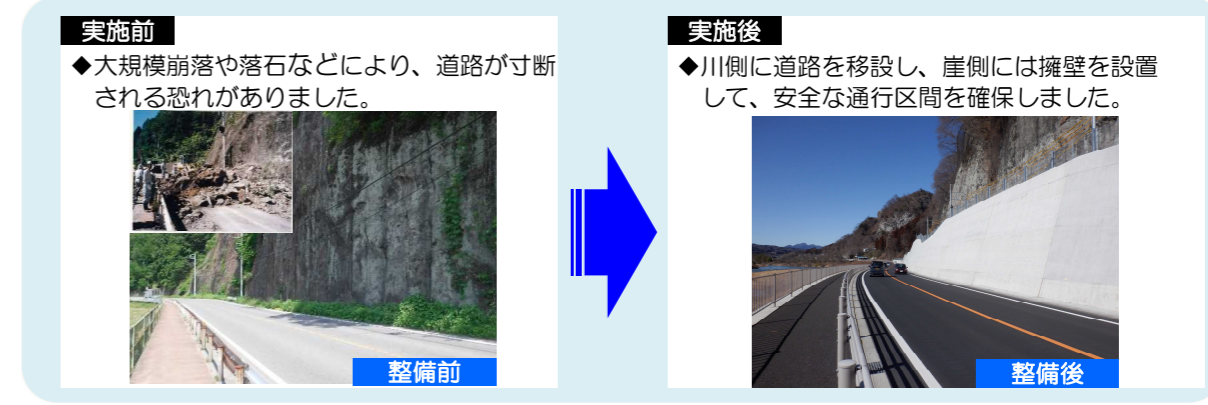 実施前
◆大規模崩落や落石などにより、道路が寸断
される恐れがありました。
整備前
実施後
◆川側に道路を移設し、崖側には擁壁を設置
して、安全な通行区間を確保しました。
整備後